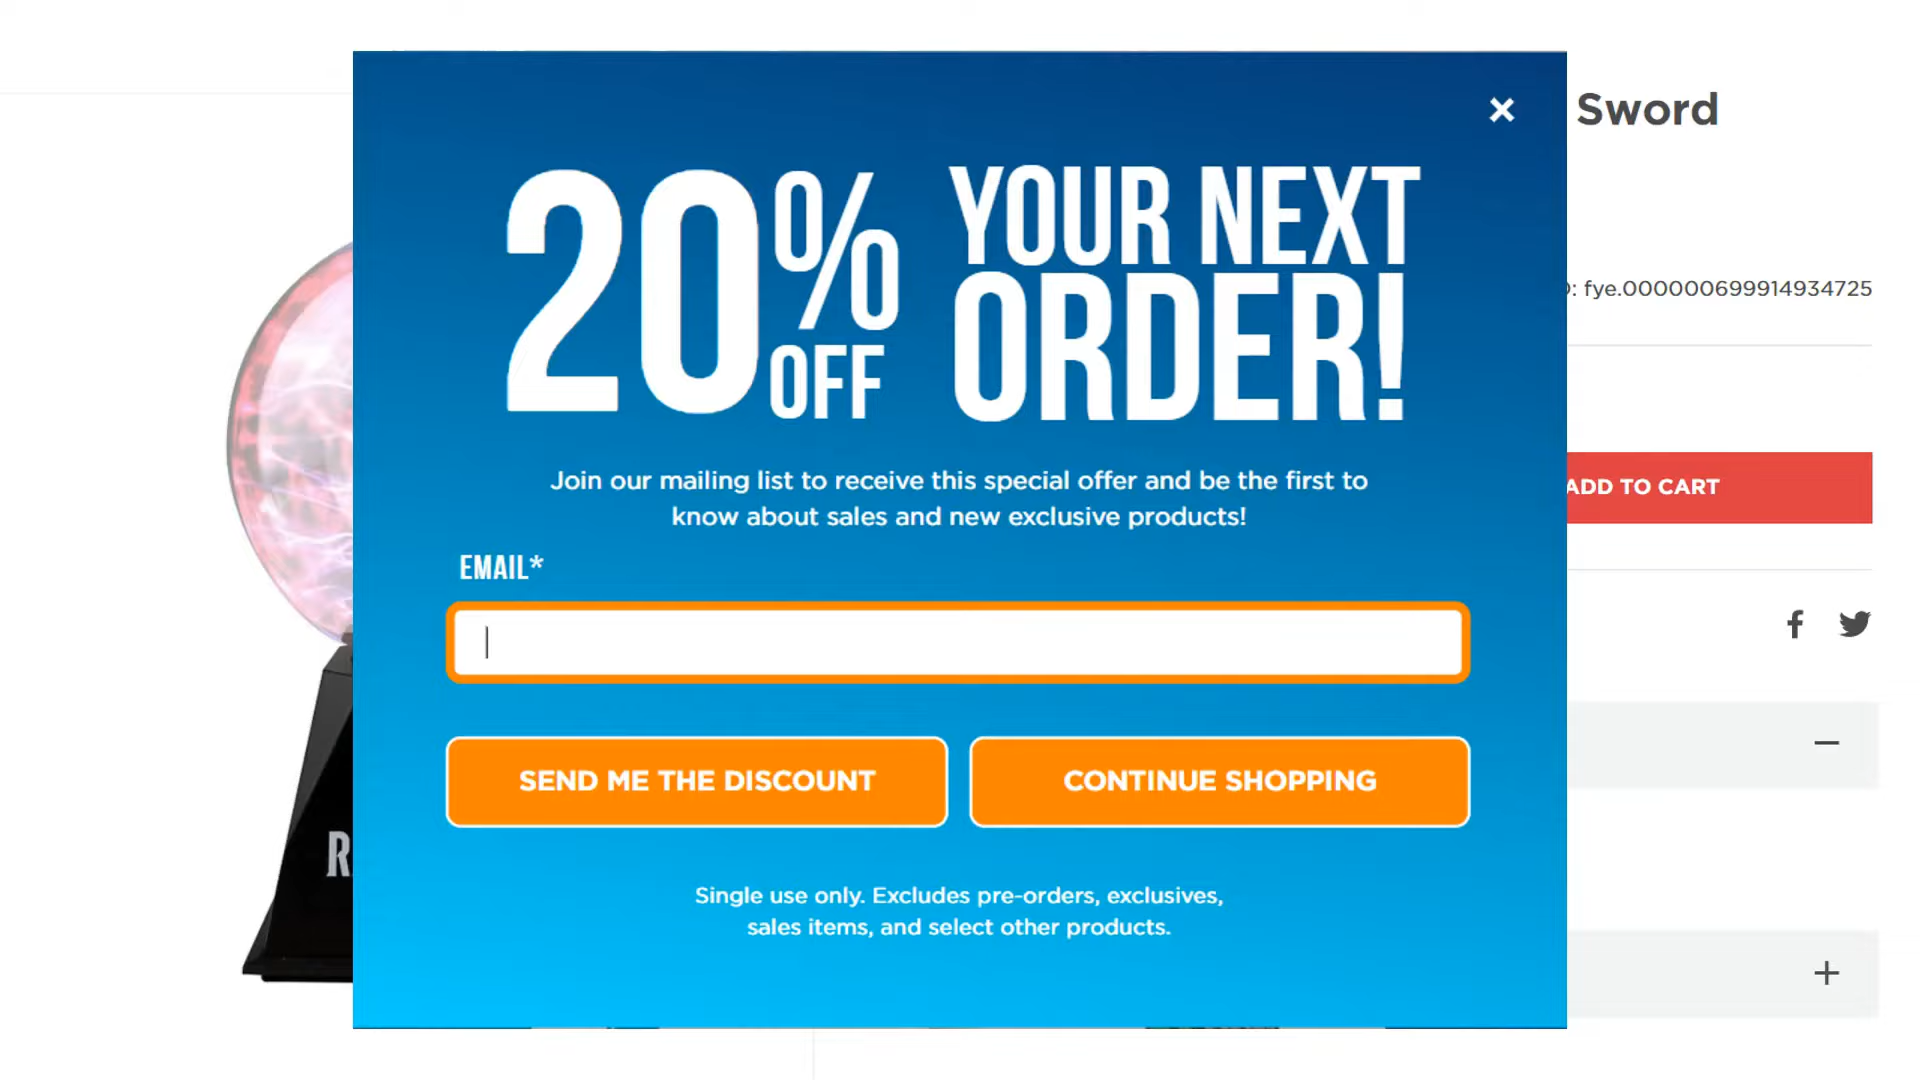 Sword
20% OFF
YOUR NEXT
ORDER!
fye.000000699914934725
Join our mailing list to receive this special offer and be the first to
know about sales and new exclusive products!
ADD TO CART
EMAIL*
SEND ME THE DISCOUNT
CONTINUE SHOPPING
Single use only. Excludes pre-orders, exclusives,
sales items, and select other products.